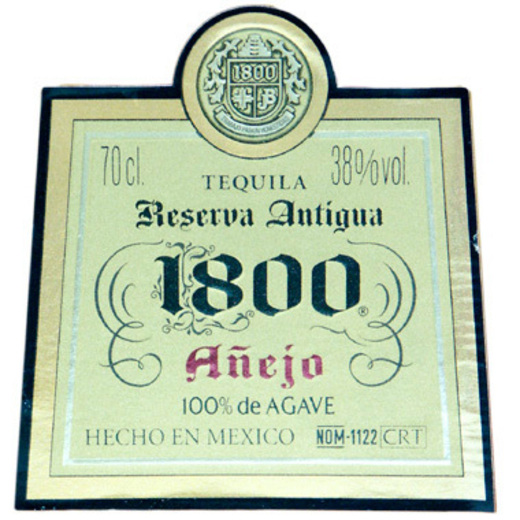 1800
70cl. 38%vol.
TEQUILA
Reserva Antigua
1800®
Añejo
100% de AGAVE
HECHO EN MEXICO NOM-1122 CRT